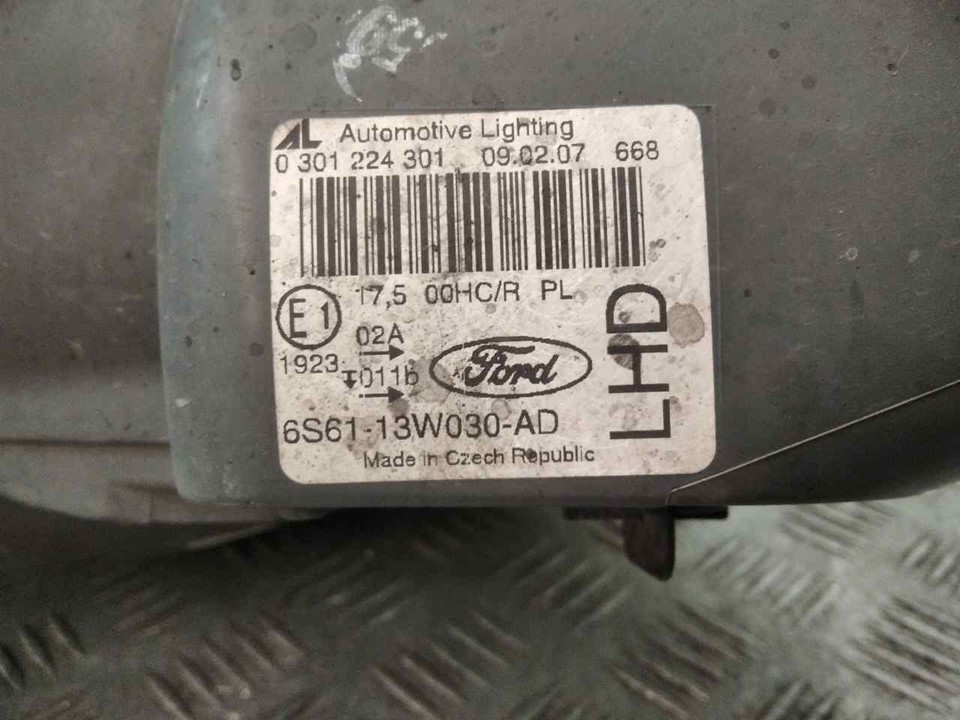 AL Automotive Lighting
0 301 224 301 09.02.07 668
17,5 00HC/R PL
E1
02A
1923
011b
Ford
LHD
6S61-13W030-AD
Made in Czech Republic